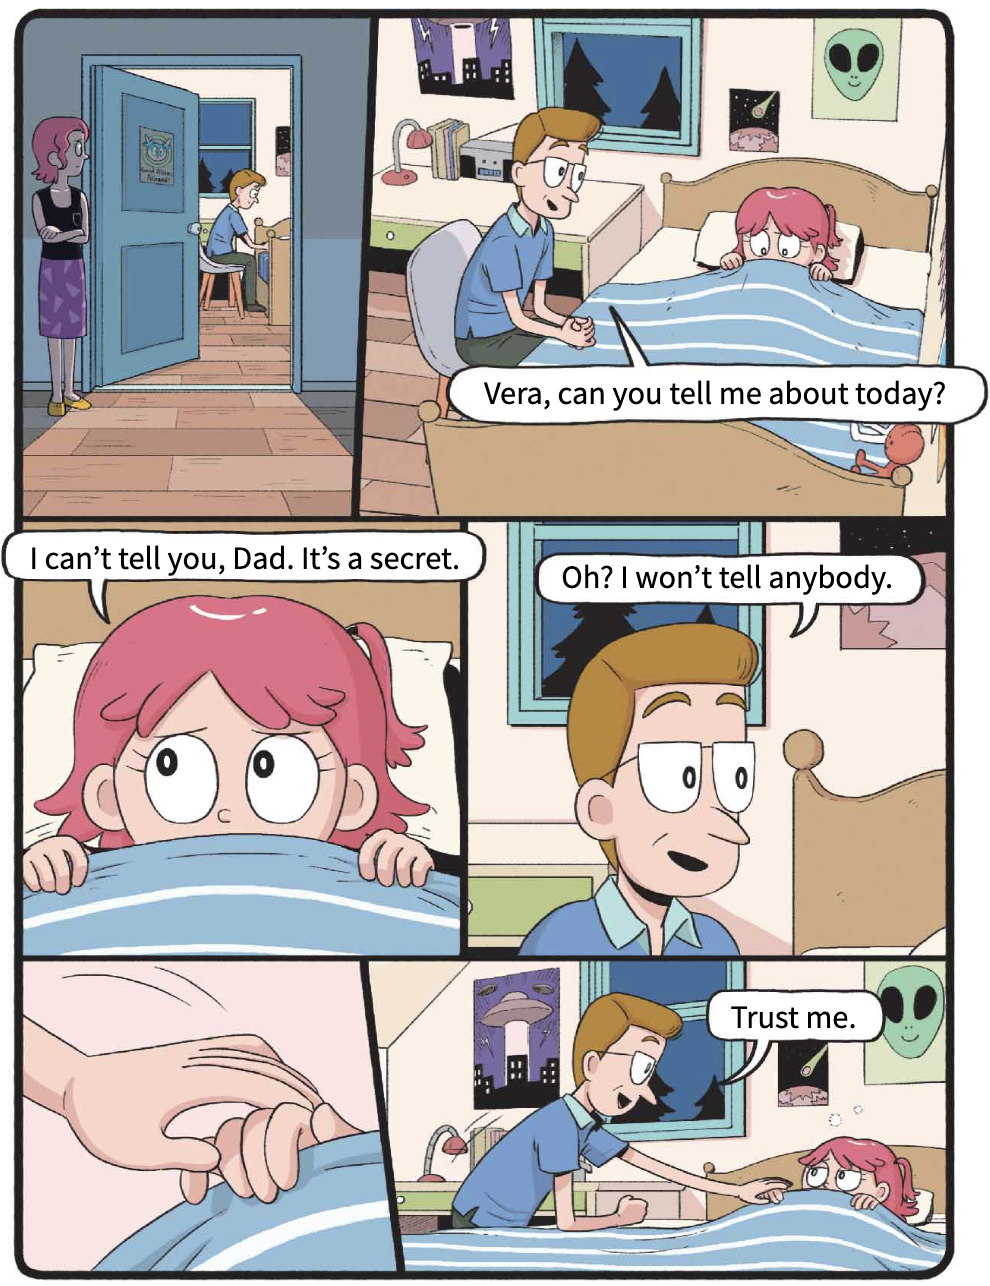 Vera, can you tell me about today?
I can't tell you, Dad. It's a secret.
Oh? I won't tell anybody.
Trust me.